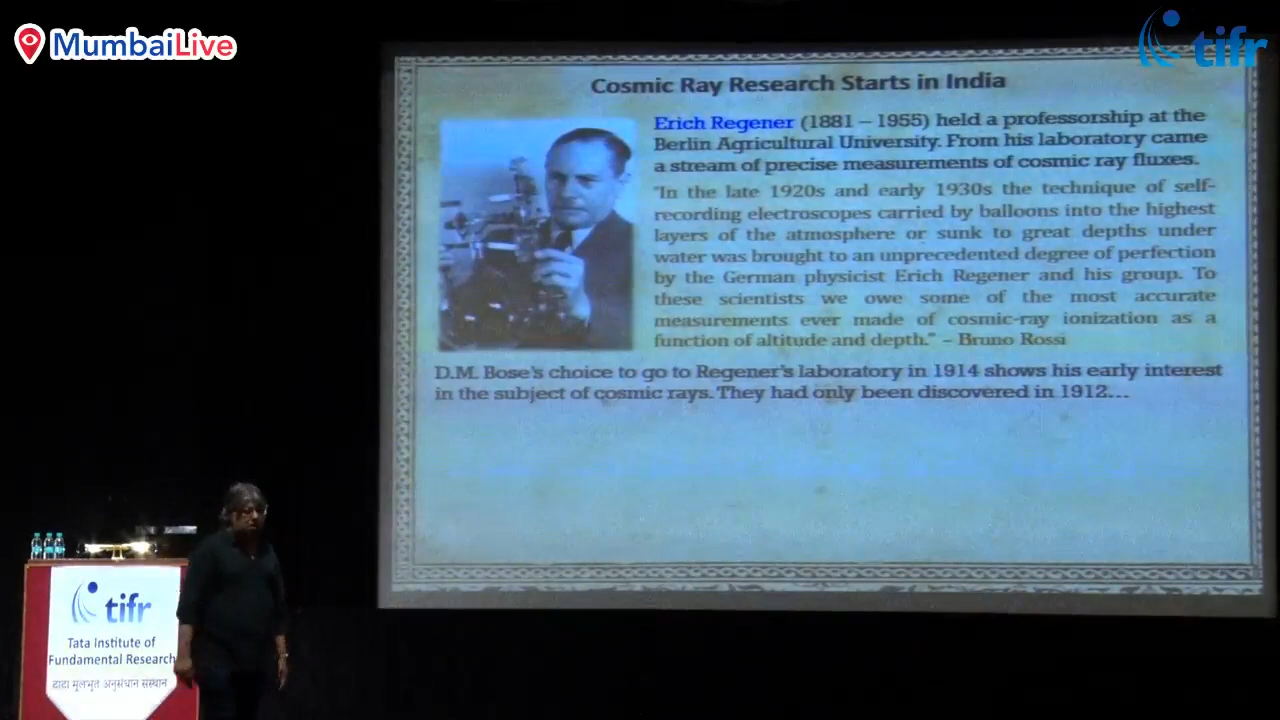 MumbaiLive
tifr
Cosmic Ray Research Starts in India
Erich Regener (1881 – 1955) held a professorship at the
Berlin Agricultural University. From his laboratory came
a stream of precise measurements of cosmic ray fluxes.
"In the late 1920s and early 1930s the technique of self-
recording electroscopes carried by balloons into the highest
layers of the atmosphere or sunk to great depths under
water was brought to an unprecedented degree of perfection
by the German physicist Erich Regener and his group. To
these scientists we owe some of the most accurate
measurements ever made of cosmic-ray ionization as a
function of altitude and depth." – Bruno Rossi
D.M. Bose's choice to go to Regener's laboratory in 1914 shows his early interest
in the subject of cosmic rays. They had only been discovered in 1912...
tifr
Tata Institute of
Fundamental Research
टाटा मूलभूत अनुसंधान संस्थान